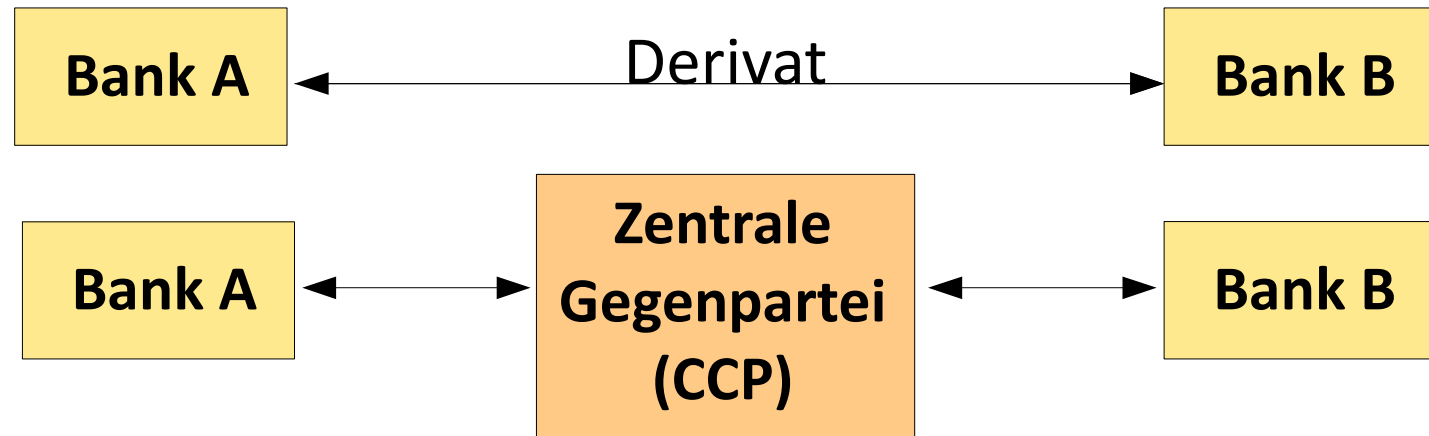 Bank A
Derivat
Bank B
Bank A
Zentrale
Gegenpartei
(CCP)
Bank B